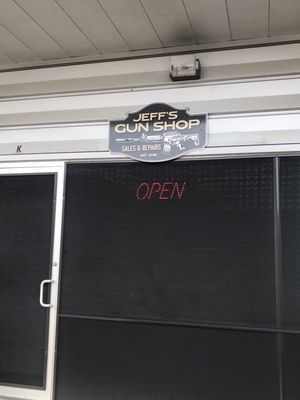 JEFF'S
GUN SHOP
SALES & REPAIRS
K
OPEN